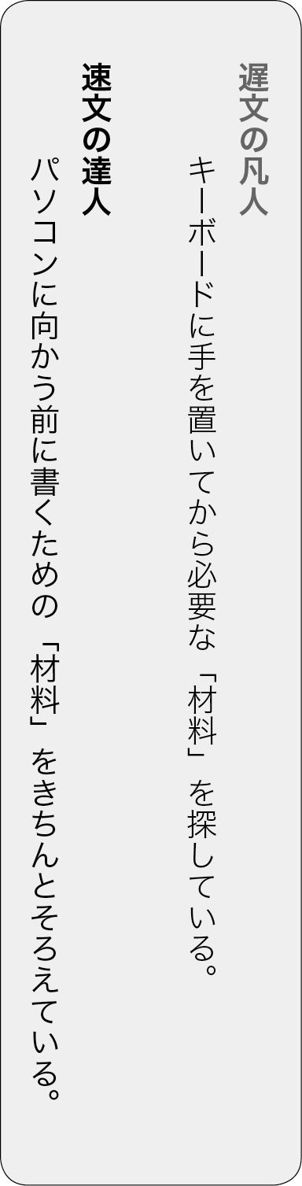 遅文の凡人
キーボードに手を置いてから必要な「材料」を探している。
速文の達人
パソコンに向かう前に書くための「材料」をきちんとそろえている。